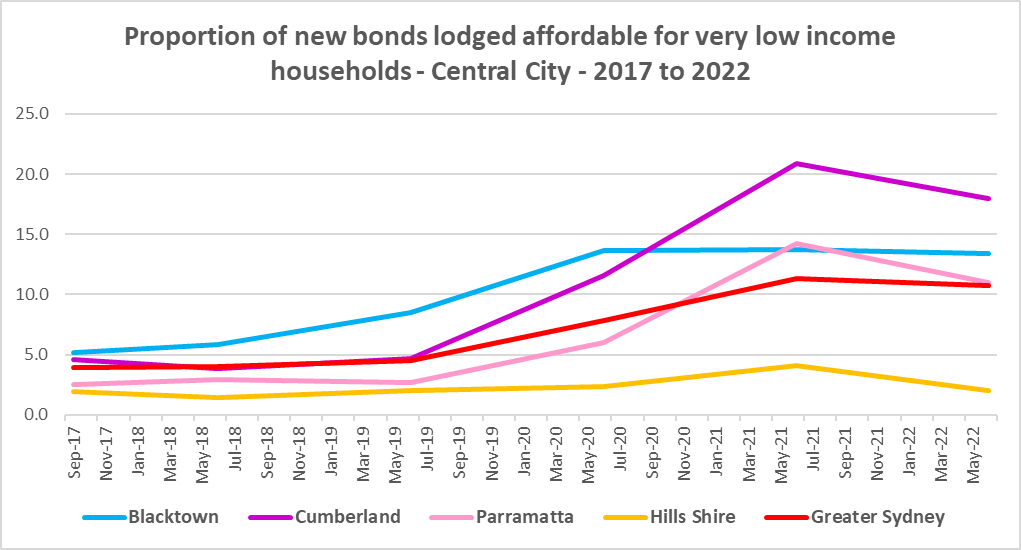 Proportion of new bonds lodged affordable for very low income
households - Central City - 2017 to 2022
25.0
20.0
15.0
10.0
5.0
0.0
Sep-17
Nov-17
Jan-18
Mar-18
May-18
Jul-18
Sep-18
Nov-18
Jan-19
Mar-19
May-19
Jul-19
Sep-19
Nov-19
Jan-20
Mar-20
May-20
Jul-20
Sep-20
Nov-20
Jan-21
Mar-21
May-21
Jul-21
Sep-21
Nov-21
Jan-22
Mar-22
May-22
Blacktown Cumberland Parramatta Hills Shire Greater Sydney